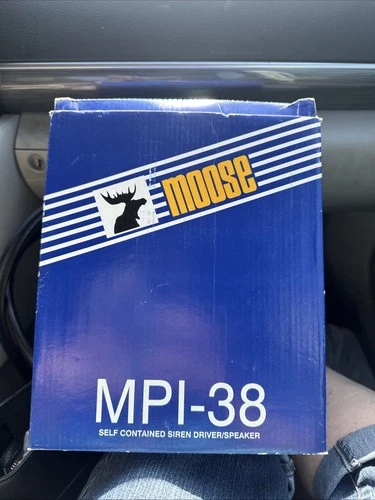 moose
MPI-38
SELF CONTAINED SIREN DRIVER/SPEAKER